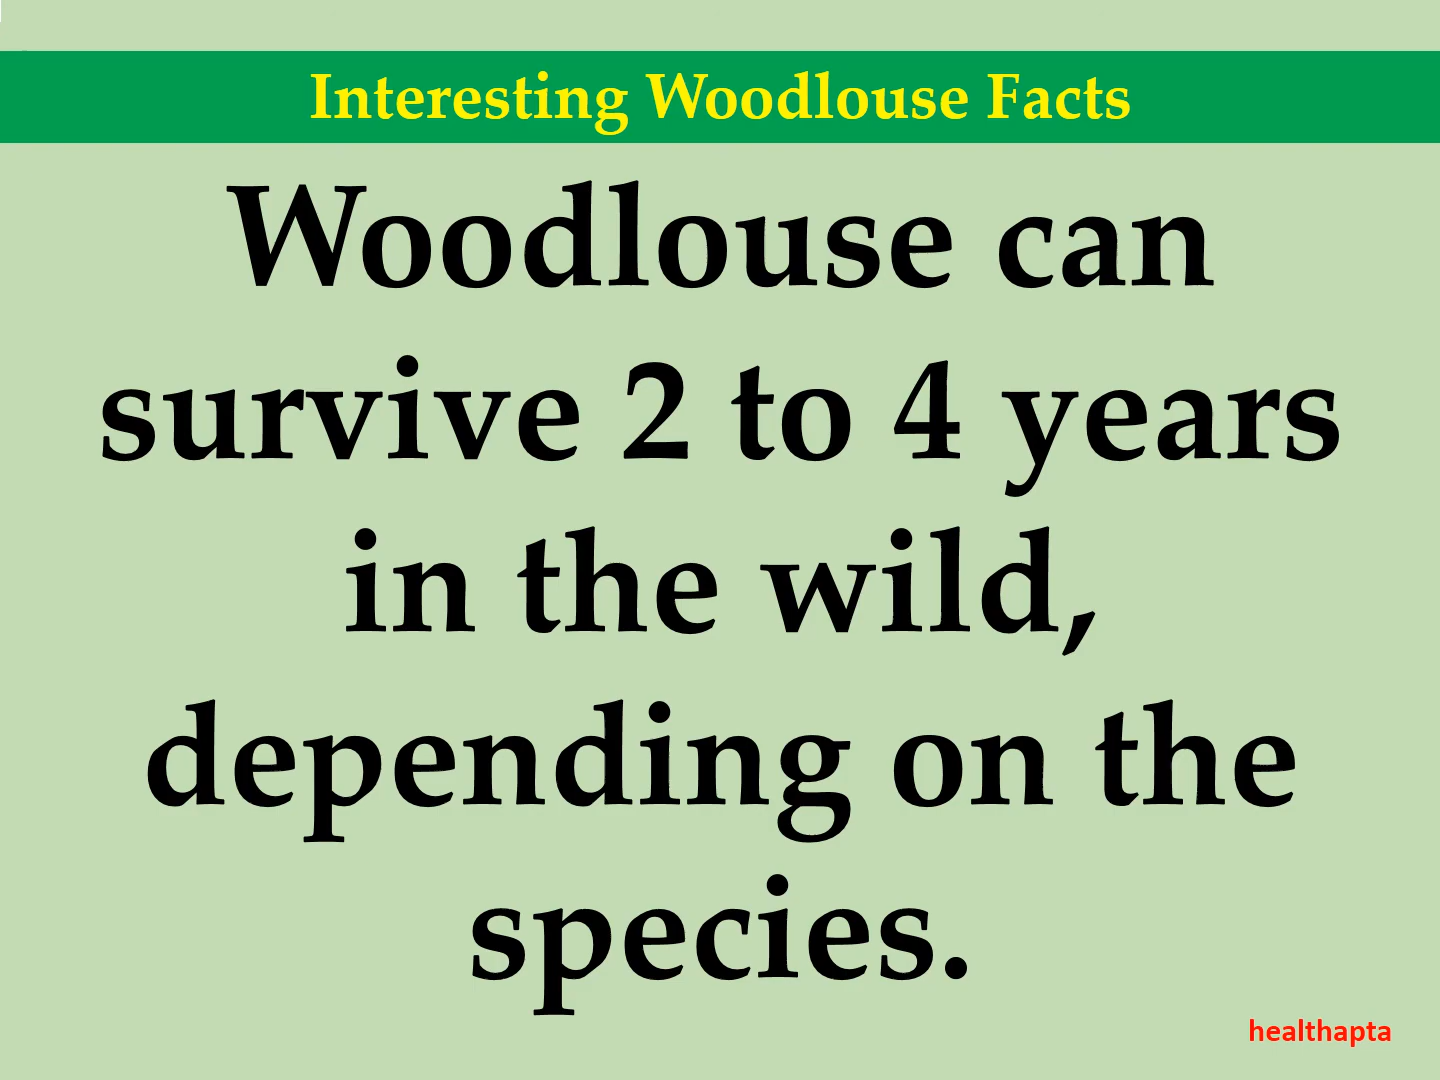 Interesting Woodlouse Facts
Woodlouse can
survive 2 to 4 years
in the wild,
depending on the
species.
healthapta